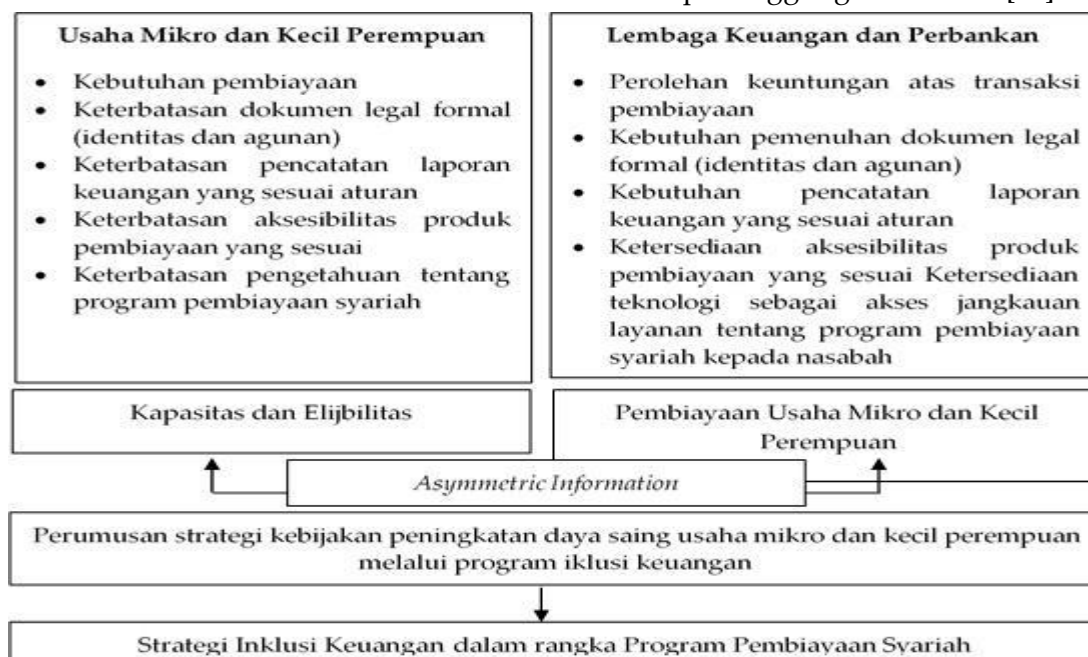 Usaha Mikro dan Kecil Perempuan
• Kebutuhan pembiayaan
• Keterbatasan dokumen legal formal
(identitas dan agunan)
• Keterbatasan pencatatan laporan
keuangan yang sesuai aturan
• Keterbatasan aksesibilitas produk
pembiayaan yang sesuai
• Keterbatasan pengetahuan tentang
program pembiayaan syariah
Lembaga Keuangan dan Perbankan
• Perolehan keuntungan atas transaksi
pembiayaan
• Kebutuhan pemenuhan dokumen legal
formal (identitas dan agunan)
• Kebutuhan pencatatan laporan
keuangan yang sesuai aturan
• Ketersediaan aksesibilitas produk
pembiayaan yang sesuai Ketersediaan
teknologi sebagai akses jangkauan
layanan tentang program pembiayaan
syariah kepada nasabah
Kapasitas dan Elijbilitas
Pembiayaan Usaha Mikro dan Kecil
Perempuan
Asymmetric Information
Perumusan strategi kebijakan peningkatan daya saing usaha mikro dan kecil perempuan
melalui program iklusi keuangan
Strategi Inklusi Keuangan dalam rangka Program Pembiayaan Syariah